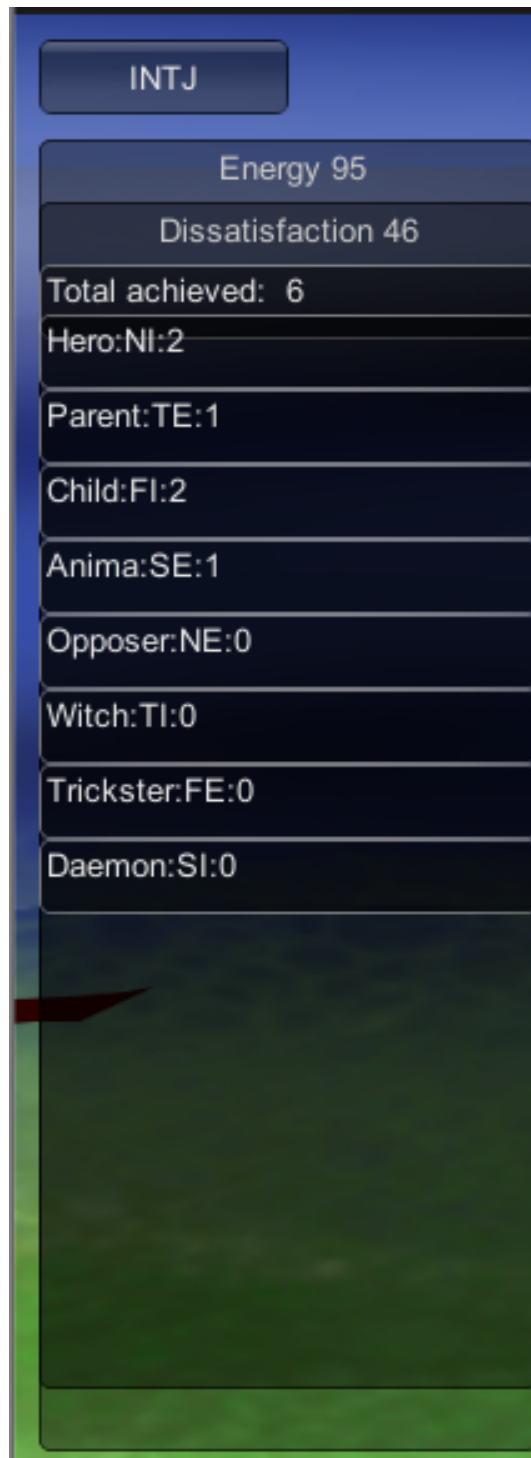 INTJ
Energy 95
Dissatisfaction 46
Total achieved:  6
Hero:NI:2
Parent:TE:1
Child:FI:2
Anima:SE:1
Opposer:NE:0
Witch:TI:0
Trickster:FE:0
Daemon:SI:0